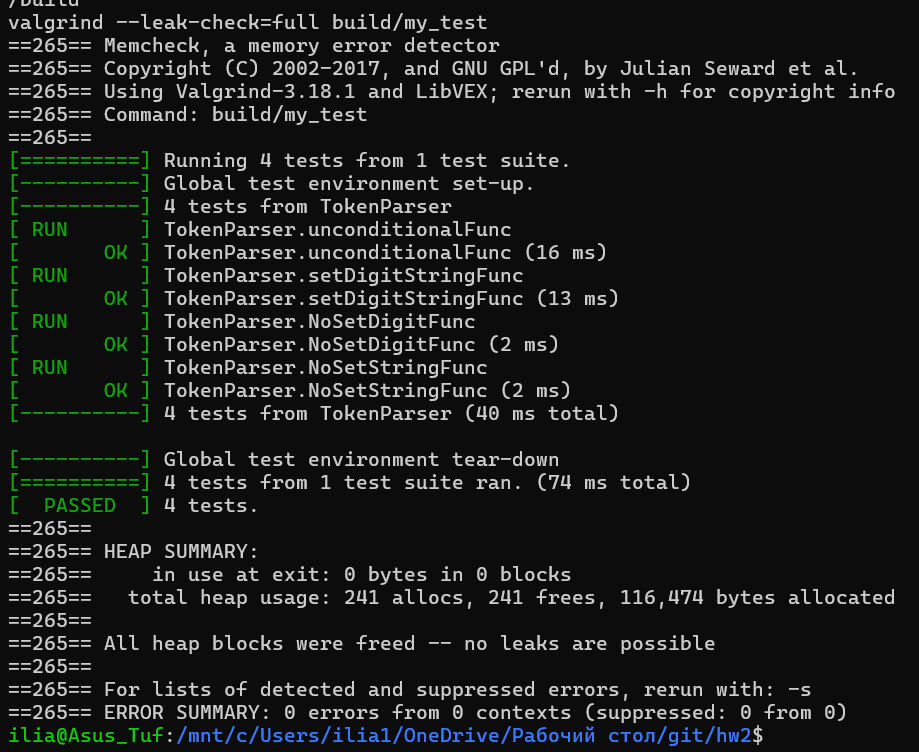 /build
valgrind --leak-check=full build/my_test
==265== Memcheck, a memory error detector
==265== Copyright (C) 2002-2017, and GNU GPL'd, by Julian Seward et al.
==265== Using Valgrind-3.18.1 and LibVEX; rerun with -h for copyright info
==265== Command: build/my_test
==265==
[==========] Running 4 tests from 1 test suite.
[----------] Global test environment set-up.
[----------] 4 tests from TokenParser
[ RUN      ] TokenParser.unconditionalFunc
[       OK ] TokenParser.unconditionalFunc (16 ms)
[ RUN      ] TokenParser.setDigitStringFunc
[       OK ] TokenParser.setDigitStringFunc (13 ms)
[ RUN      ] TokenParser.NoSetDigitFunc
[       OK ] TokenParser.NoSetDigitFunc (2 ms)
[ RUN      ] TokenParser.NoSetStringFunc
[       OK ] TokenParser.NoSetStringFunc (2 ms)
[----------] 4 tests from TokenParser (40 ms total)

[----------] Global test environment tear-down
[==========] 4 tests from 1 test suite ran. (74 ms total)
[  PASSED  ] 4 tests.
==265==
==265== HEAP SUMMARY:
==265==     in use at exit: 0 bytes in 0 blocks
==265==   total heap usage: 241 allocs, 241 frees, 116,474 bytes allocated
==265==
==265== All heap blocks were freed -- no leaks are possible
==265==
==265== For lists of detected and suppressed errors, rerun with: -s
==265== ERROR SUMMARY: 0 errors from 0 contexts (suppressed: 0 from 0)
ilia@Asus_Tuf:/mnt/c/Users/ilia1/OneDrive/Рабочий стол/git/hw2$